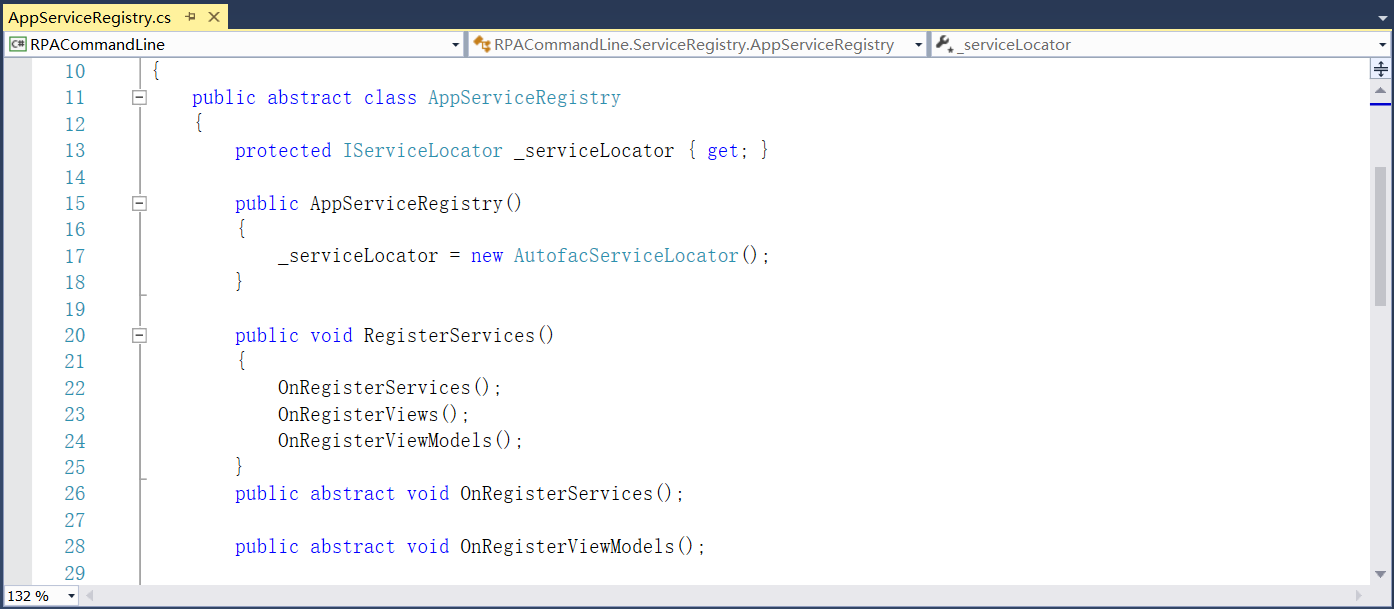 AppServiceRegistry.cs
RPACommandLine
RPACommandLine.ServiceRegistry.AppServiceRegistry
_serviceLocator
10 {
11 public abstract class AppServiceRegistry
12 {
13 protected IServiceLocator _serviceLocator { get; }
14
15 public AppServiceRegistry()
16 {
17 _serviceLocator = new AutofacServiceLocator();
18 }
19
20 public void RegisterServices()
21 {
22 OnRegisterServices();
23 OnRegisterViews();
24 OnRegisterViewModels();
25 }
26 public abstract void OnRegisterServices();
27
28 public abstract void OnRegisterViewModels();
29
132 %